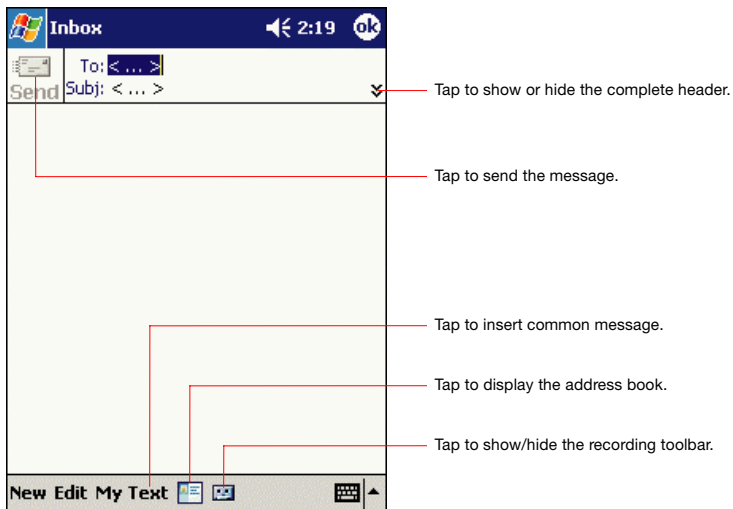 Inbox 2:19 ok
To: < ... >
Send Subj: < ... >
Tap to show or hide the complete header.
Tap to send the message.
Tap to insert common message.
Tap to display the address book.
Tap to show/hide the recording toolbar.
New Edit My Text